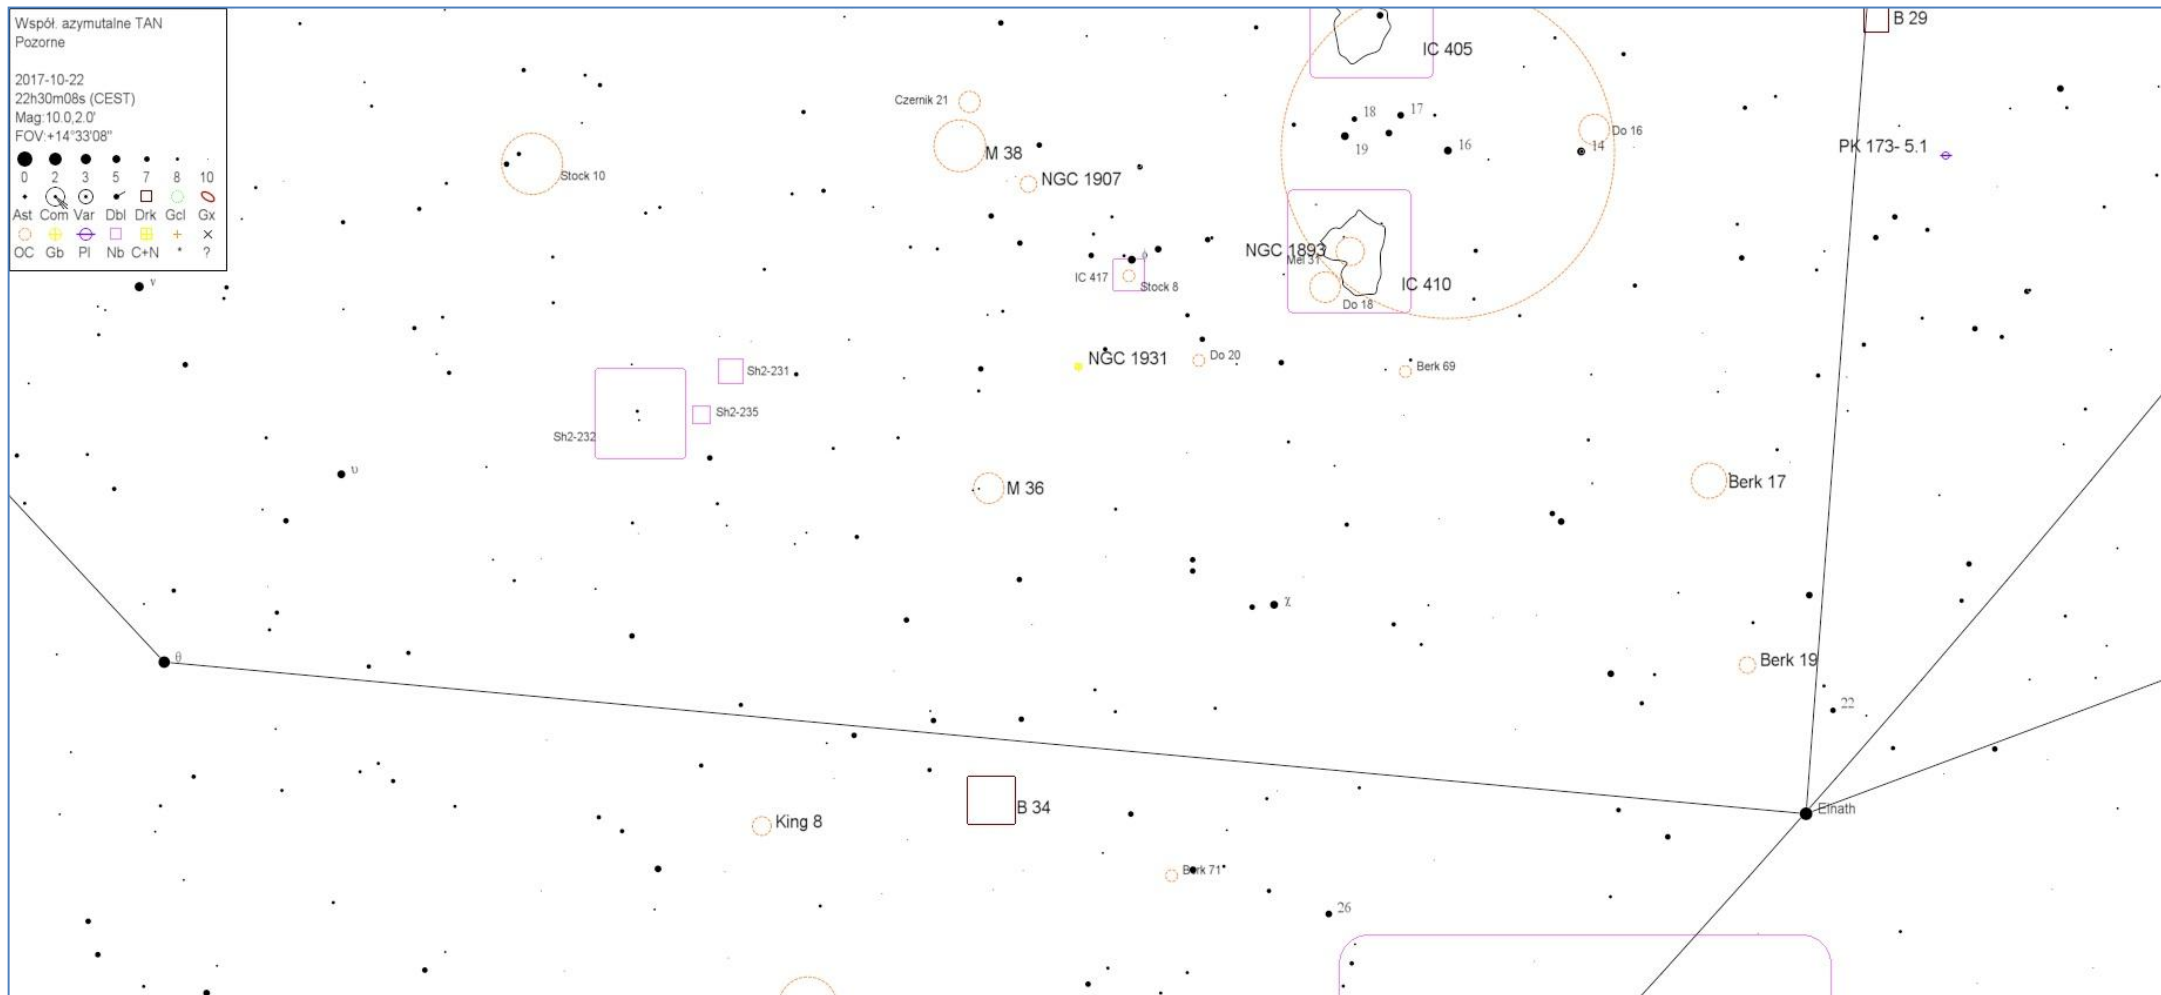 Współ. azymutalne TAN
Pozorne
2017-10-22
22h30m08s (CEST)
Mag:10.0,2.0'
FOV:+14°33'08"
0 2 3 5 7 8 10
Ast Com Var Dbl Drk Gcl Gx
OC Gb Pl Nb C+N * ?
B 29
IC 405
Czernik 21
18
17
19
16
Do 16
14
PK 173- 5.1
M 38
Stock 10
NGC 1907
NGC 1893
Mel 31
IC 417
Stock 8
IC 410
Do 18
ν
NGC 1931
Do 20
Berk 69
Sh2-231
Sh2-235
Sh2-232
υ
M 36
Berk 17
χ
θ
Berk 19
22
Elnath
B 34
King 8
Berk 71
26